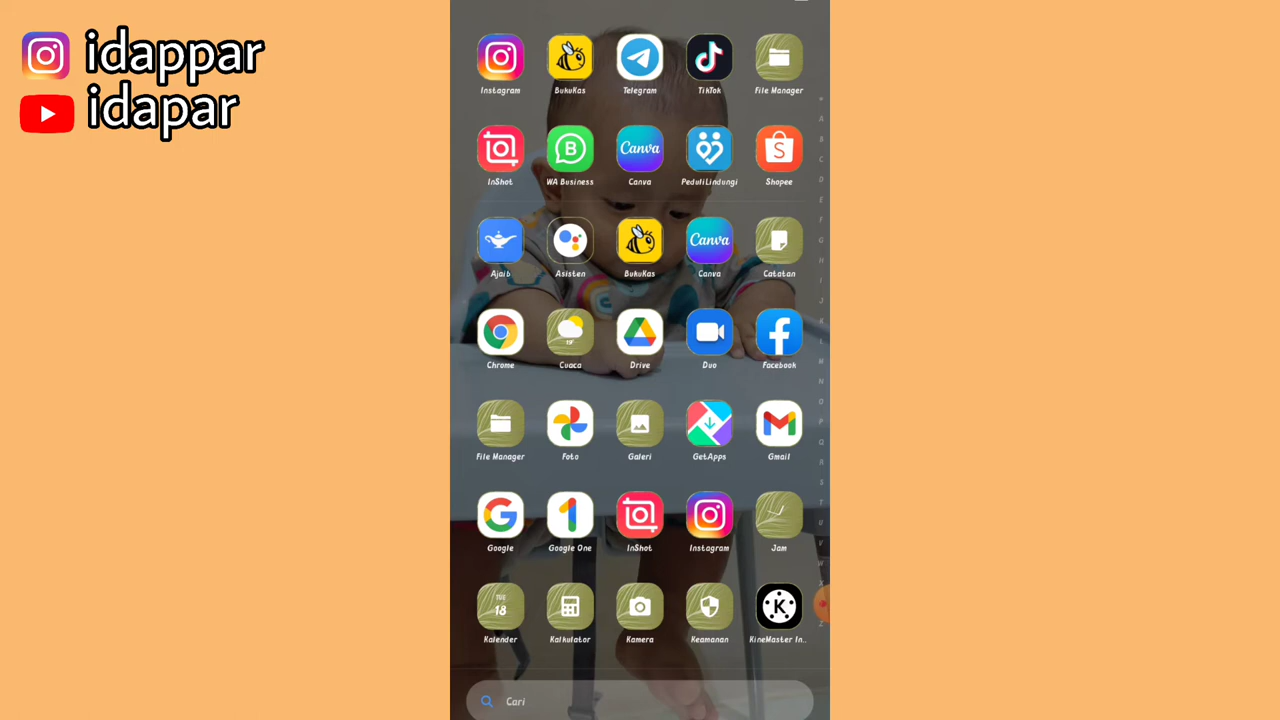 idappar
idapar
Instagram BukuKas Telegram TikTok File Manager
InShot WA Business Canva PeduliLindungi Shopee
Ajaib Asisten BukuKas Canva Catatan
Chrome Cuaca Drive Duo Facebook
File Manager Foto Galeri GetApps Gmail
Google Google One InShot Instagram Jam
TUE
18
Kalender Kalkulator Kamera Keamanan KineMaster In..
Cari